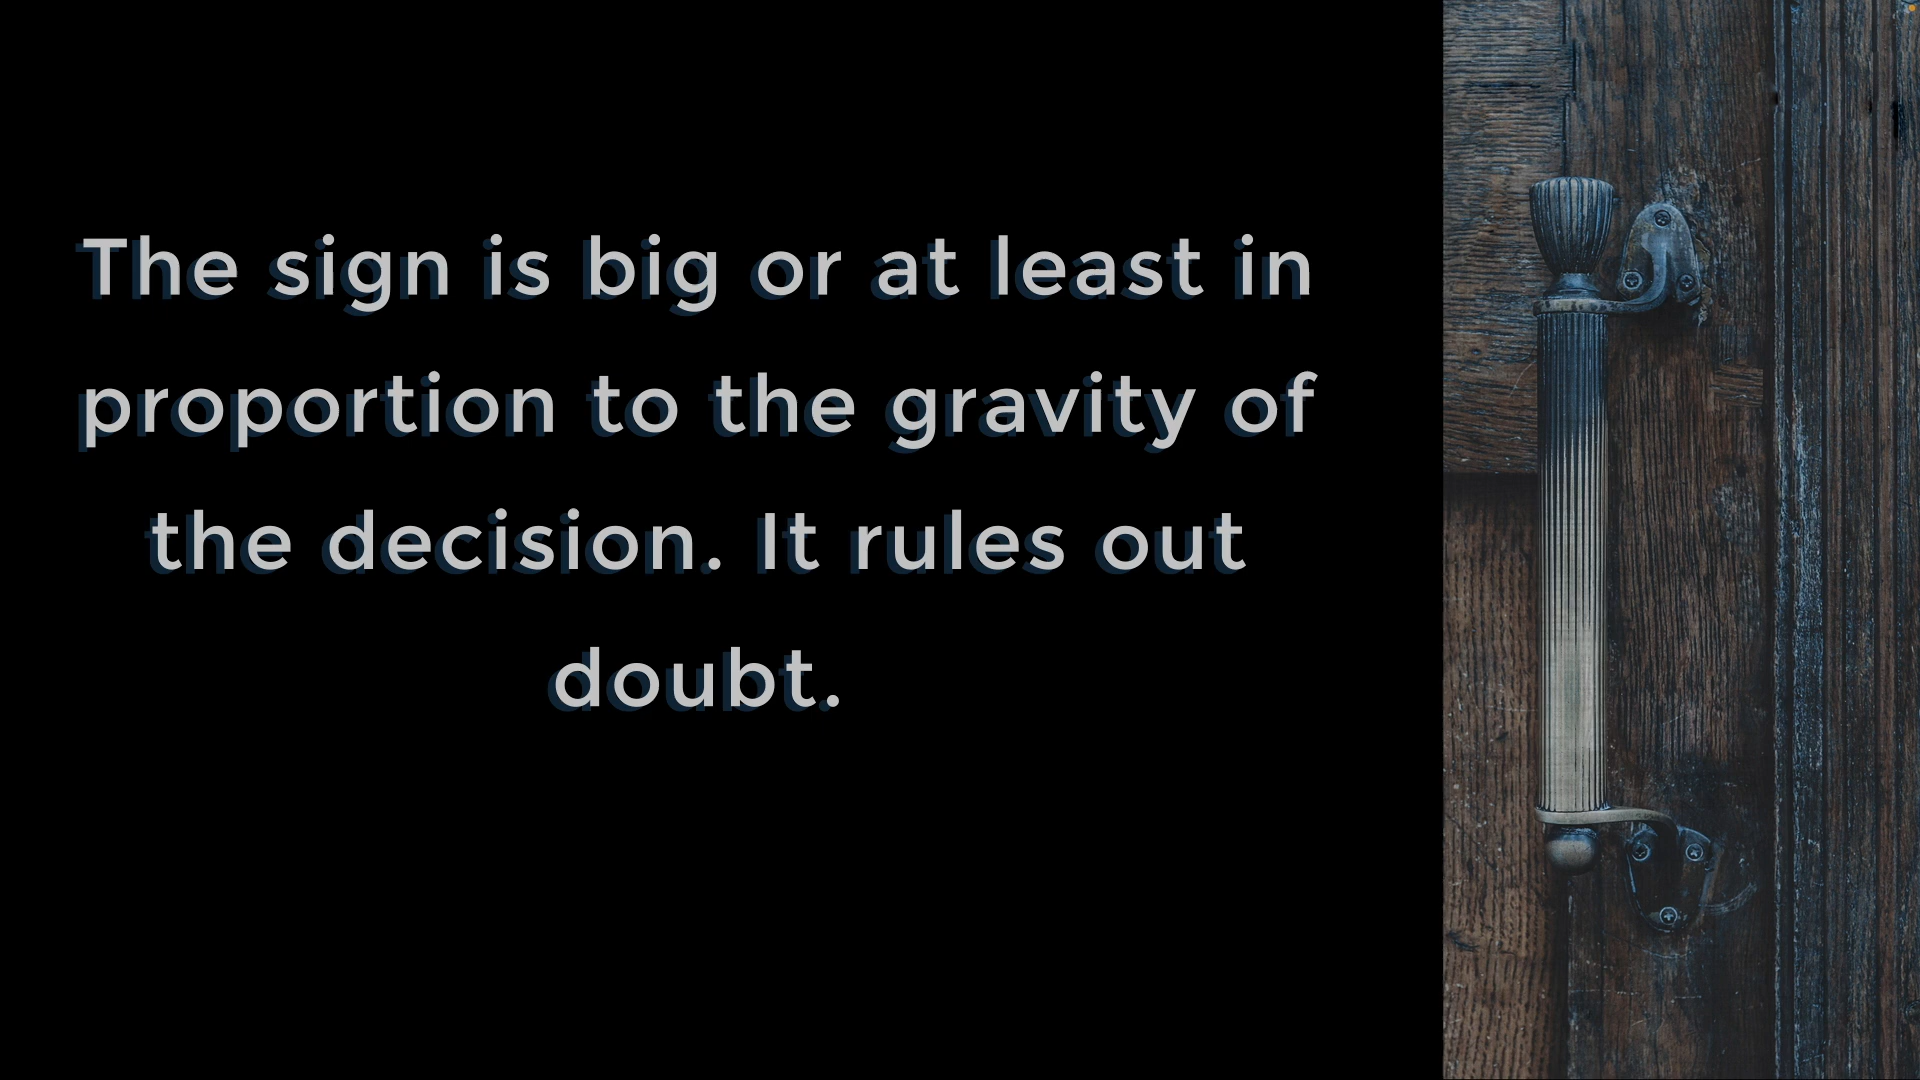 The sign is big or at least in
proportion to the gravity of
the decision. It rules out
doubt.